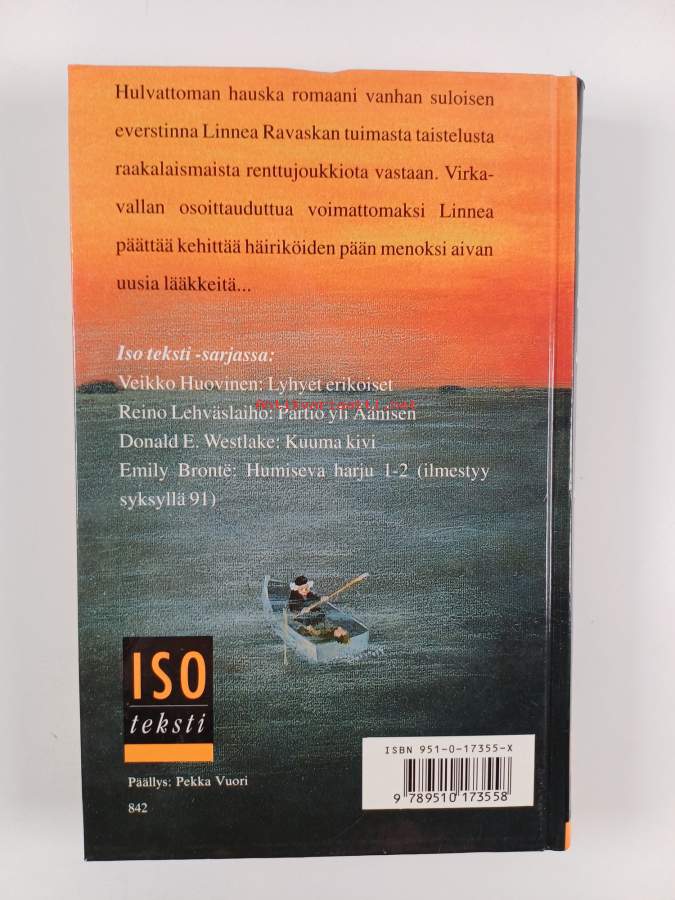 Hulvattoman hauska romaani vanhan suloisen
everstinna Linnea Ravaskan tuimasta taistelusta
raakalaismaista renttujoukkiota vastaan. Virka-
vallan osoittauduttua voimattomaksi Linnea
päättää kehittää häiriköiden pään menoksi aivan
uusia lääkkeitä...
Iso teksti -sarjassa:
Veikko Huovinen: Lyhyet erikoiset
Reino Lehväslaiho: Partio yli Äänisen
Donald E. Westlake: Kuuma kivi
Emily Brontë: Humiseva harju 1-2 (ilmestyy
syksyllä 91)
ISO
teksti
Päällys: Pekka Vuori
842
ISBN 951-0-17355-X
9 789510 173558